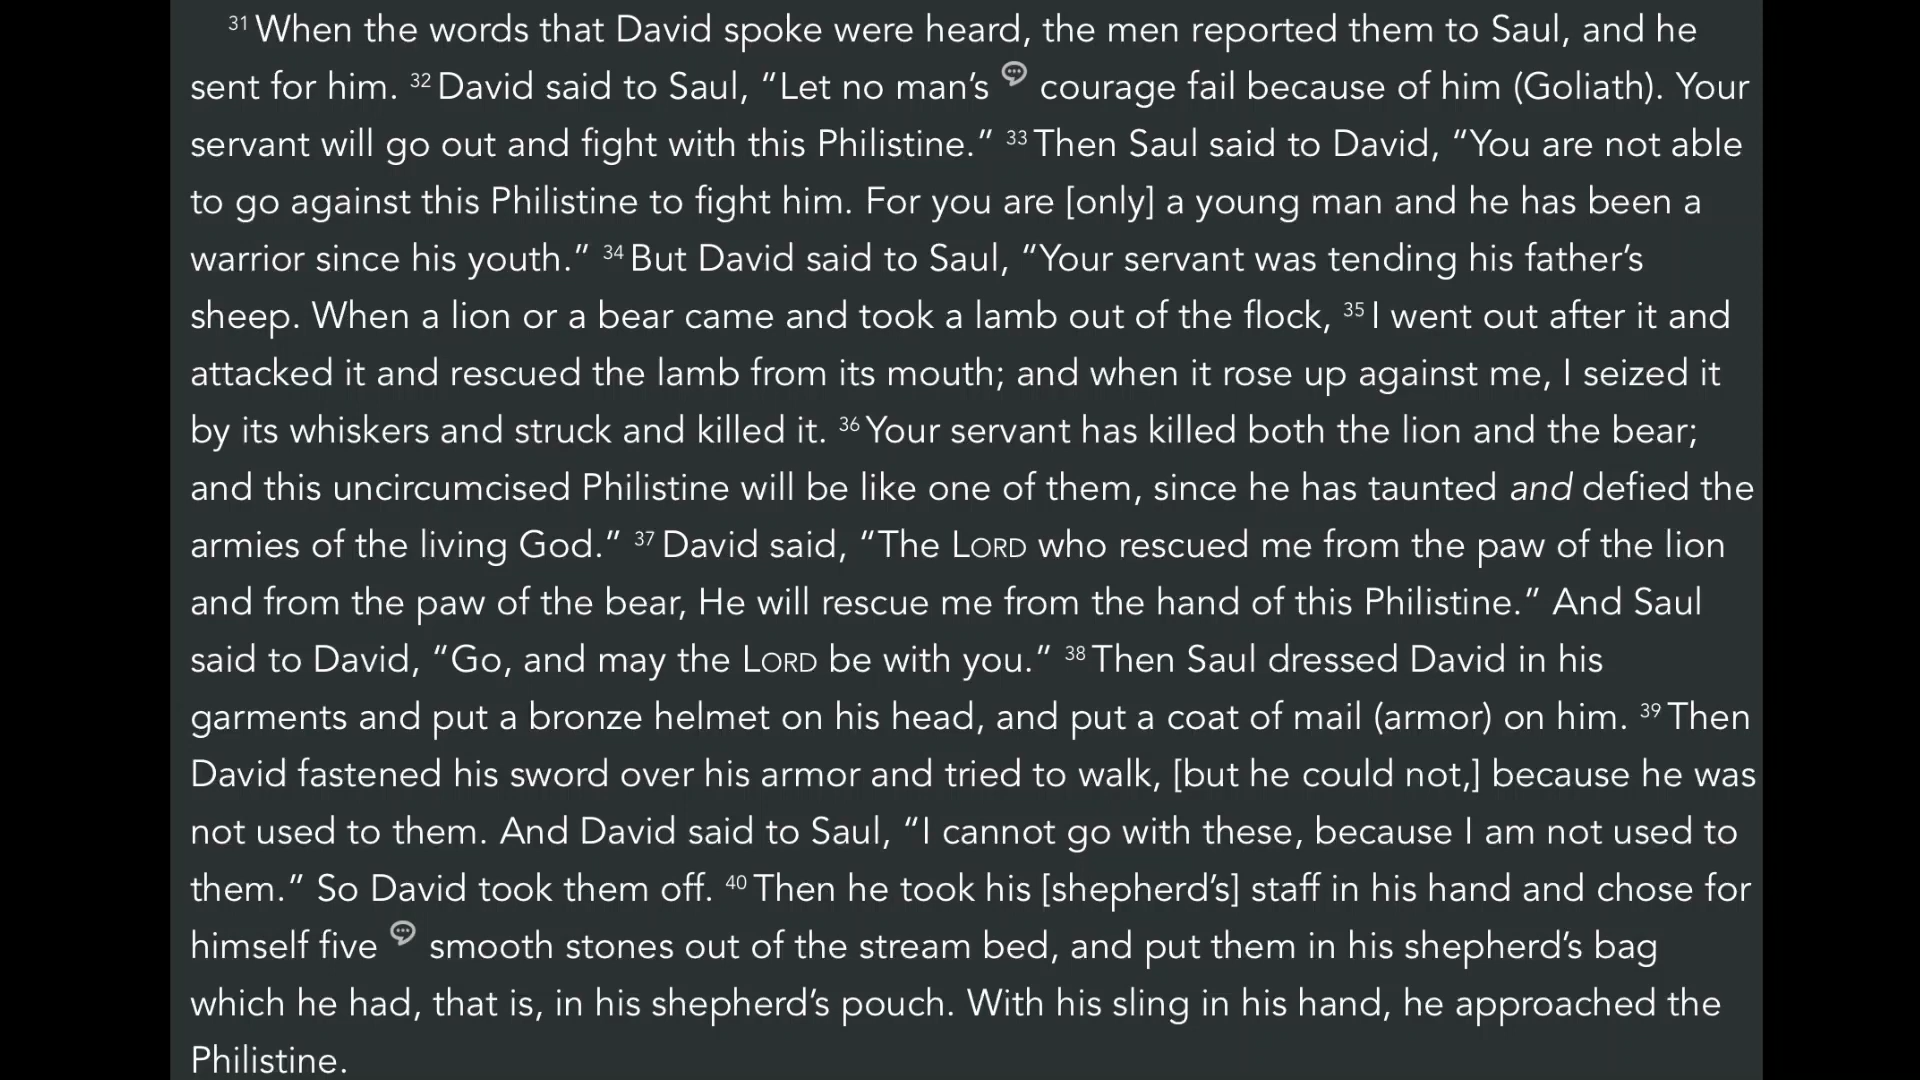 31 When the words that David spoke were heard, the men reported them to Saul, and he
sent for him. 32 David said to Saul, “Let no man’s courage fail because of him (Goliath). Your
servant will go out and fight with this Philistine.” 33 Then Saul said to David, “You are not able
to go against this Philistine to fight him. For you are [only] a young man and he has been a
warrior since his youth.” 34 But David said to Saul, “Your servant was tending his father’s
sheep. When a lion or a bear came and took a lamb out of the flock, 35 I went out after it and
attacked it and rescued the lamb from its mouth; and when it rose up against me, I seized it
by its whiskers and struck and killed it. 36 Your servant has killed both the lion and the bear;
and this uncircumcised Philistine will be like one of them, since he has taunted and defied the
armies of the living God.” 37 David said, “The LORD who rescued me from the paw of the lion
and from the paw of the bear, He will rescue me from the hand of this Philistine.” And Saul
said to David, “Go, and may the LORD be with you.” 38 Then Saul dressed David in his
garments and put a bronze helmet on his head, and put a coat of mail (armor) on him. 39 Then
David fastened his sword over his armor and tried to walk, [but he could not,] because he was
not used to them. And David said to Saul, “I cannot go with these, because I am not used to
them.” So David took them off. 40 Then he took his [shepherd’s] staff in his hand and chose for
himself five smooth stones out of the stream bed, and put them in his shepherd’s bag
which he had, that is, in his shepherd’s pouch. With his sling in his hand, he approached the
Philistine.